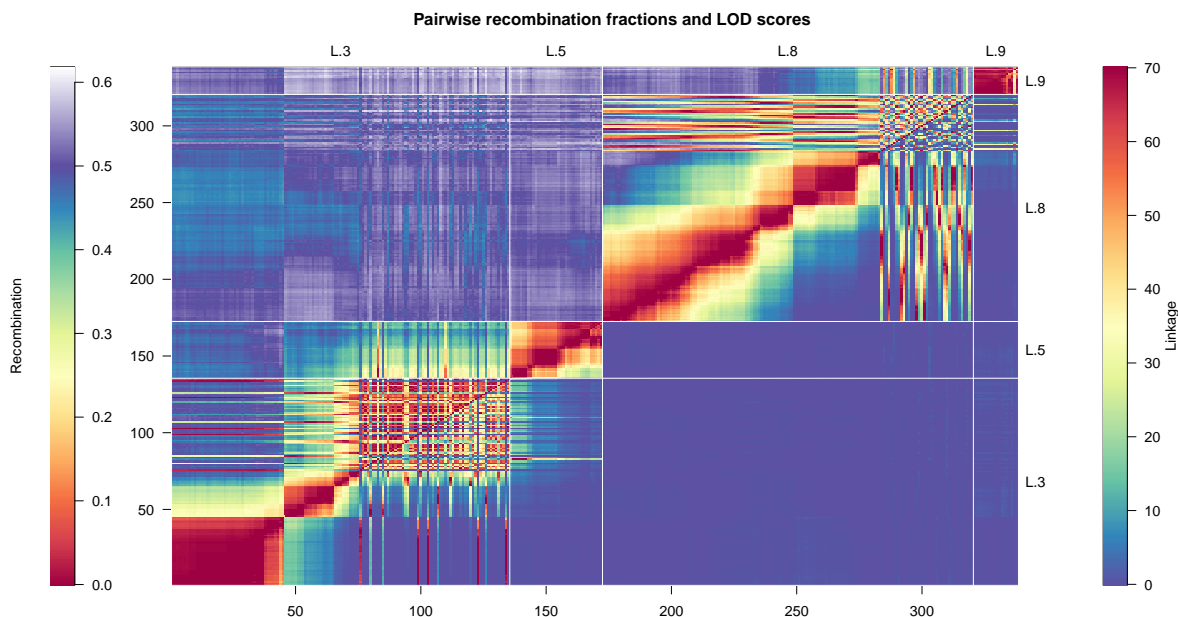 Pairwise recombination fractions and LOD scores
L.3 L.5 L.8 L.9
0.6
0.5
0.4
0.3
0.2
0.1
0.0
Recombination
300
250
200
150
100
50
50 100 150 200 250 300
L.9
L.8
L.5
L.3
70
60
50
40
30
20
10
0
Linkage